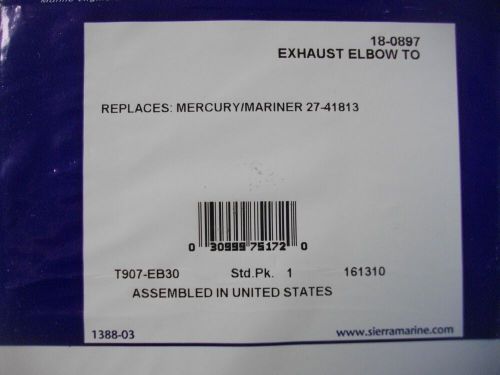 18-0897
EXHAUST ELBOW TO
REPLACES: MERCURY/MARINER 27-41813
0 30999 75172 0
T907-EB30 Std.Pk. 1 161310
ASSEMBLED IN UNITED STATES
1388-03 www.sierramarine.com